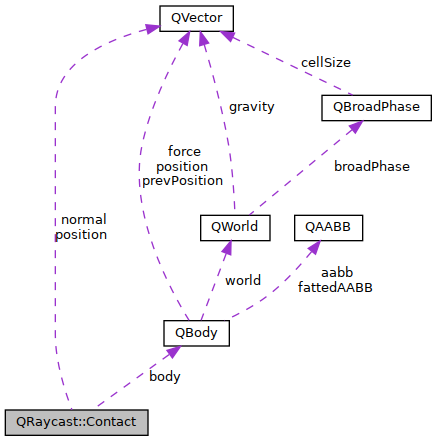 QVector
cellSize
QBroadPhase
gravity
force
position
prevPosition
broadPhase
normal
position
QWorld
QAABB
world
aabb
fattedAABB
QBody
body
QRaycast::Contact